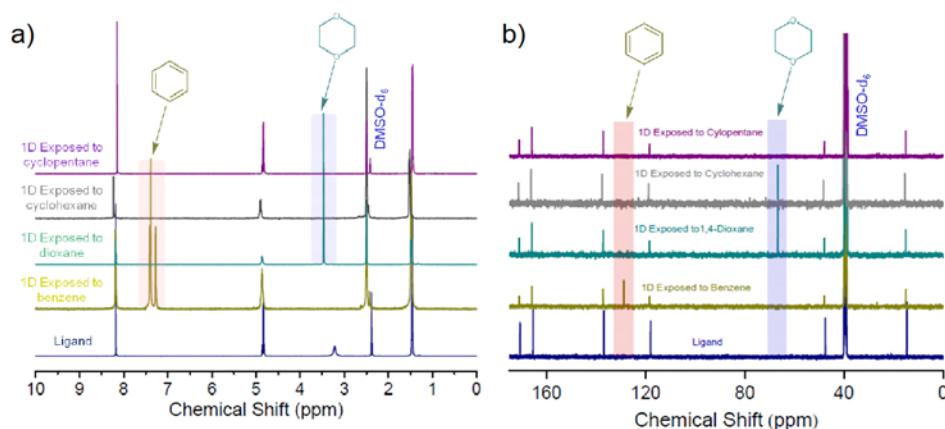 a)
O
O
DMSO-d6
1D Exposed to
cyclopentane
1D Exposed to
cyclohexane
1D Exposed to
dioxane
1D Exposed to
benzene
Ligand
10 9 8 7 6 5 4 3 2 1 0
Chemical Shift (ppm)
b)
O
O
DMSO-d6
1D Exposed to Cylopentane
1D Exposed to Cyclohexane
1D Exposed to1,4-Dioxane
1D Exposed to Benzene
Ligand
160 120 80 40 0
Chemical Shift (ppm)